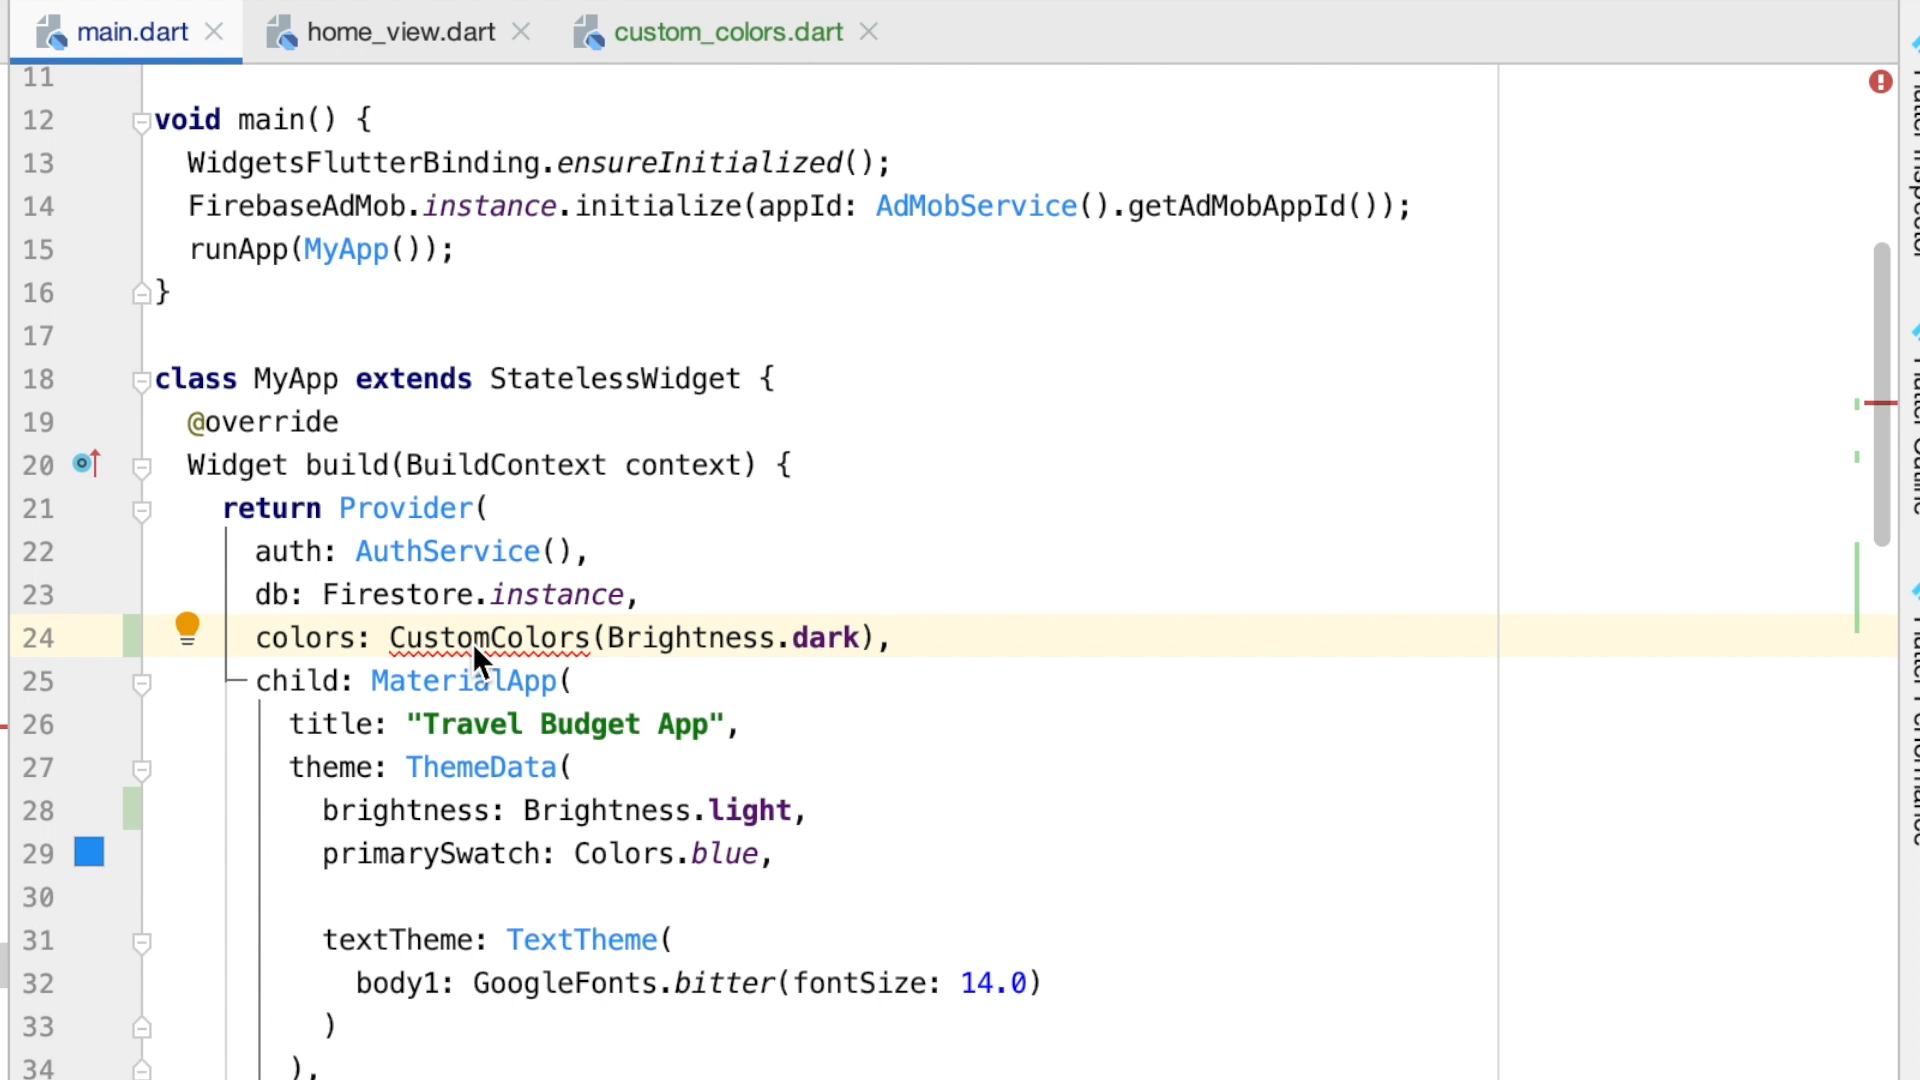 main.dart
home_view.dart
custom_colors.dart
11
12 void main() {
13 WidgetsFlutterBinding.ensureInitialized();
14 FirebaseAdMob.instance.initialize(appId: AdMobService().getAdMobAppId());
15 runApp(MyApp());
16 }
17
18 class MyApp extends StatelessWidget {
19 @override
20 Widget build(BuildContext context) {
21 return Provider(
22 auth: AuthService(),
23 db: Firestore.instance,
24 colors: CustomColors(Brightness.dark),
25 child: MaterialApp(
26 title: "Travel Budget App",
27 theme: ThemeData(
28 brightness: Brightness.light,
29 primarySwatch: Colors.blue,
30
31 textTheme: TextTheme(
32 body1: GoogleFonts.bitter(fontSize: 14.0)
33 )
34 ),